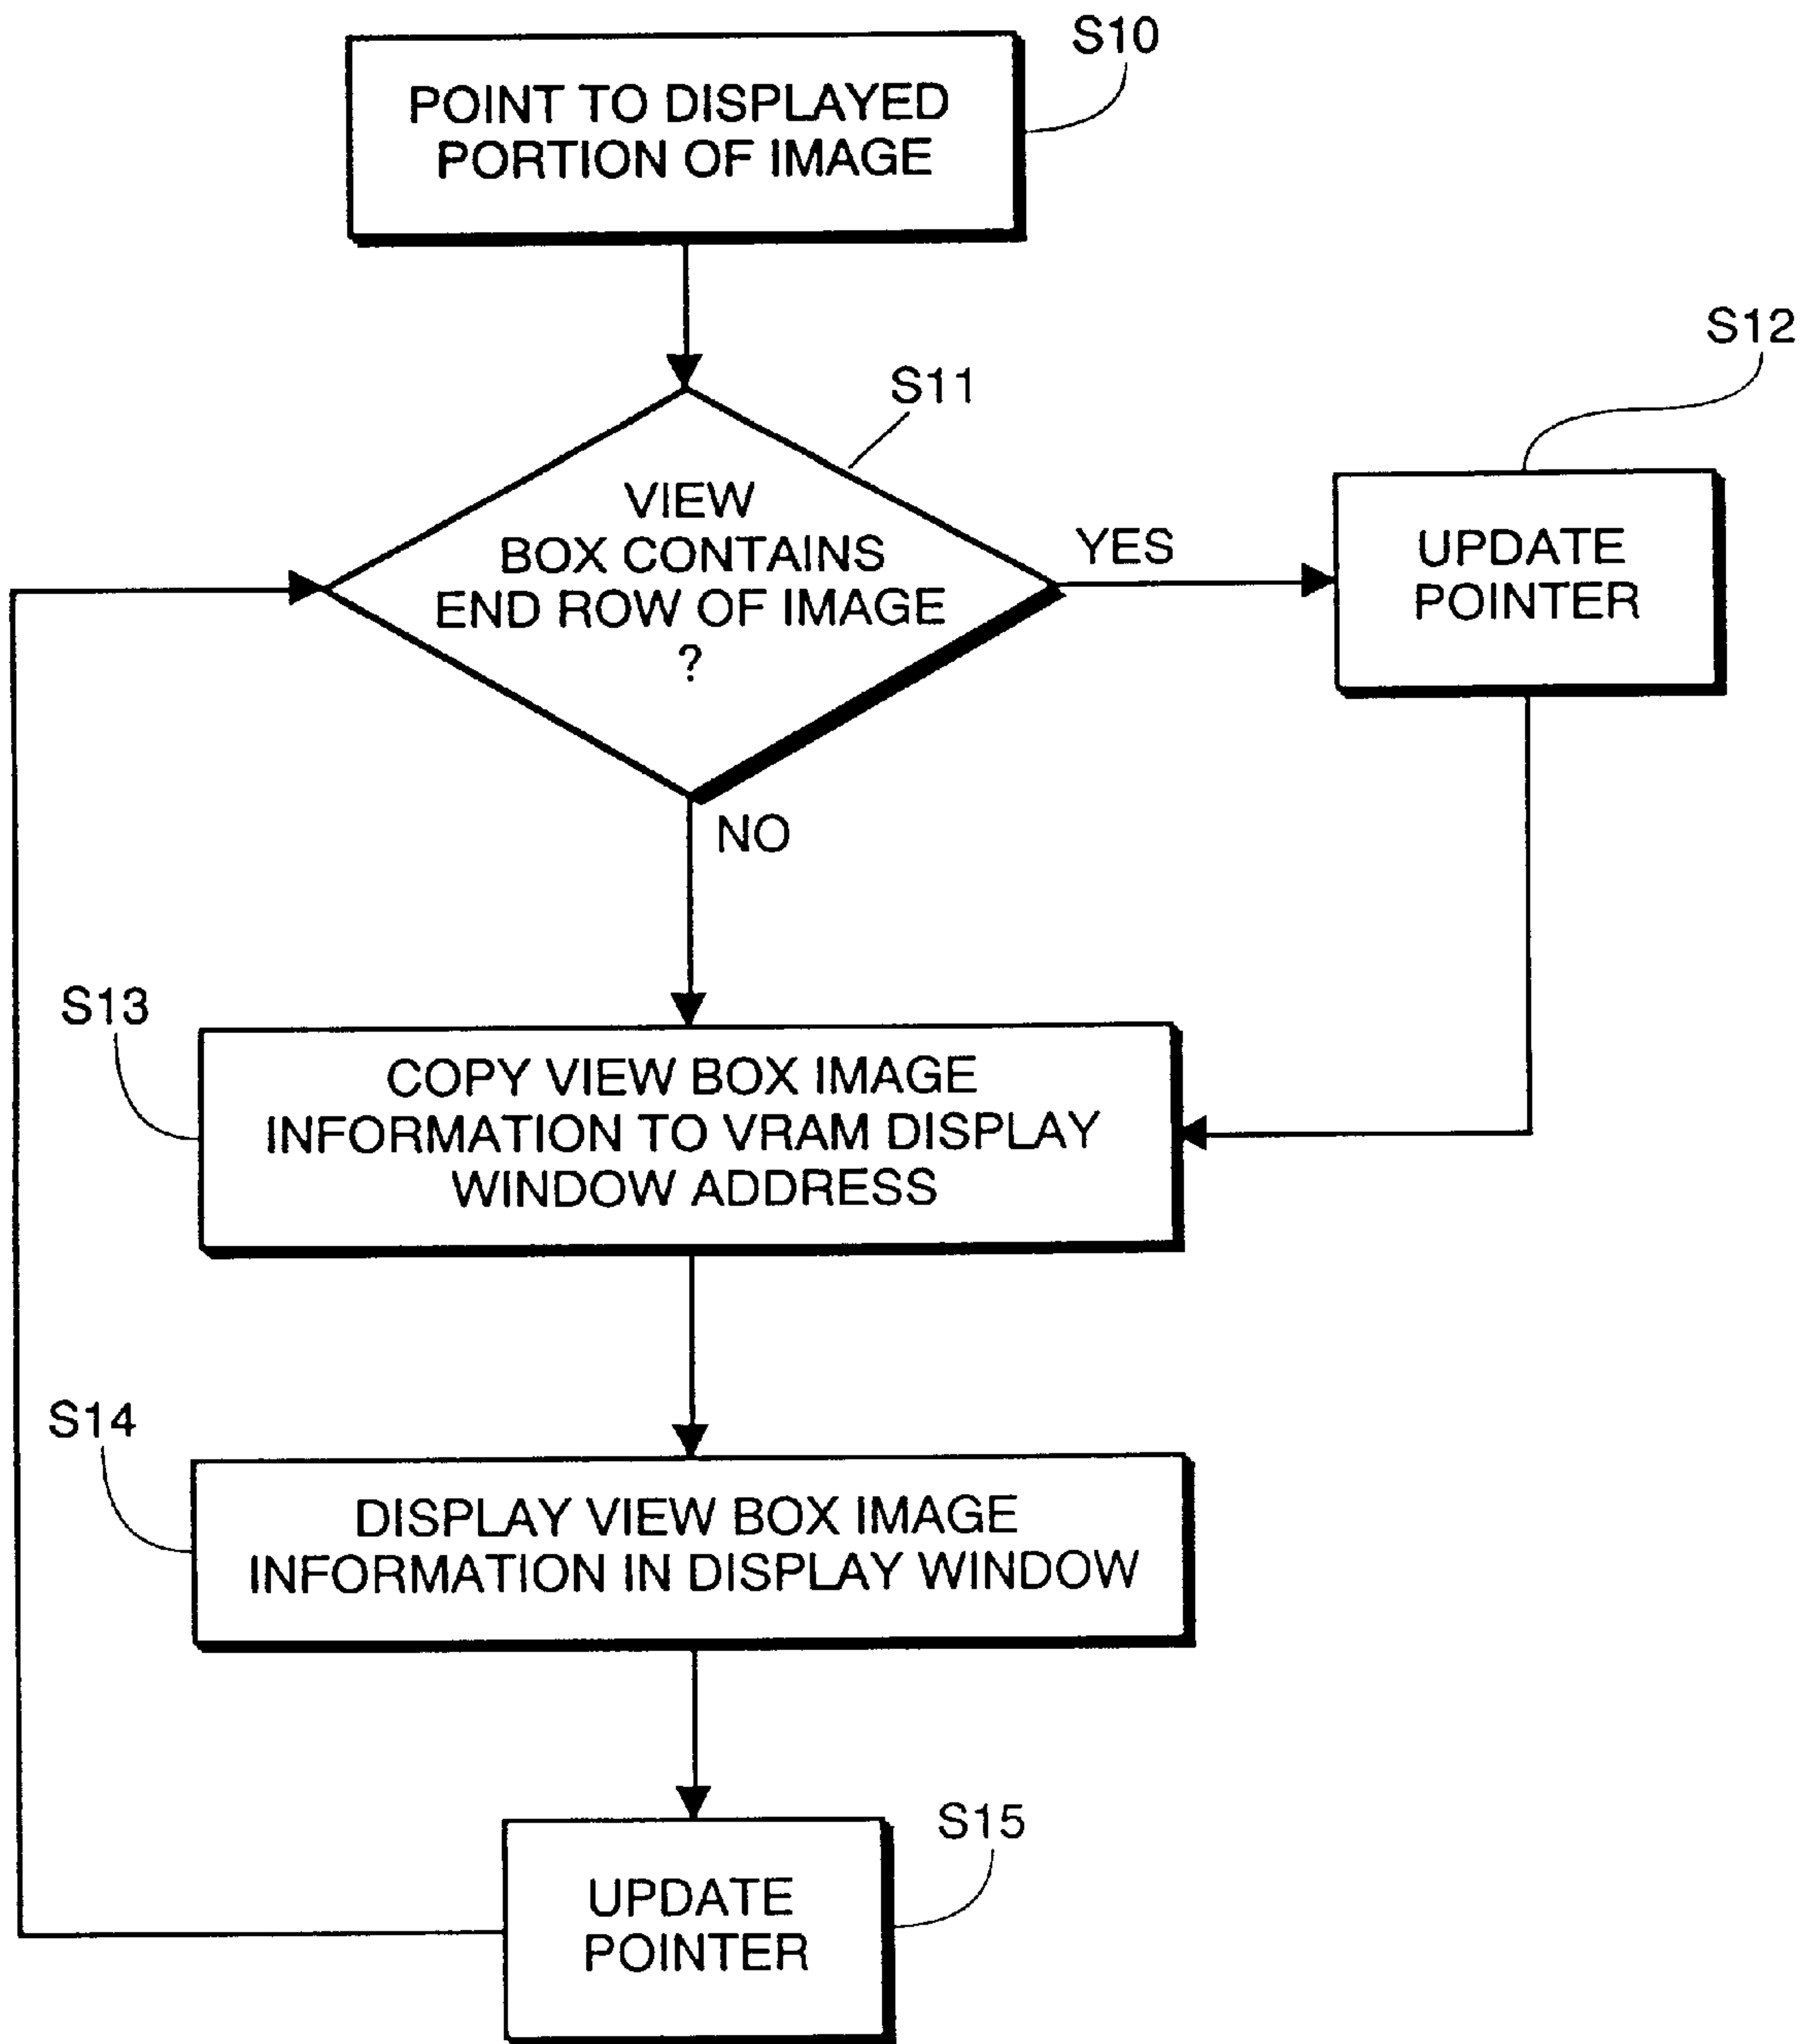 S10
POINT TO DISPLAYED
PORTION OF IMAGE
S12
S11
VIEW
BOX CONTAINS
END ROW OF IMAGE
?
YES
UPDATE
POINTER
NO
S13
COPY VIEW BOX IMAGE
INFORMATION TO VRAM DISPLAY
WINDOW ADDRESS
S14
DISPLAY VIEW BOX IMAGE
INFORMATION IN DISPLAY WINDOW
S15
UPDATE
POINTER